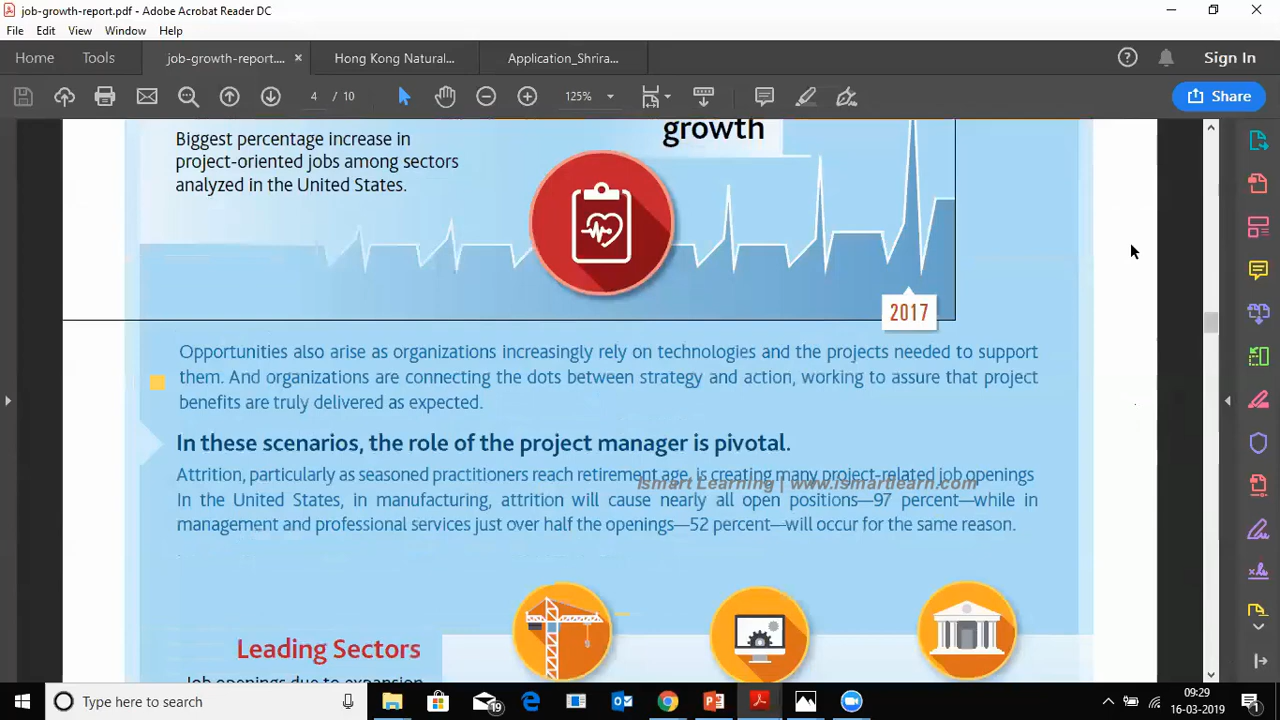 job-growth-report.pdf - Adobe Acrobat Reader DC
File Edit View Window Help
Home Tools job-growth-report.... × Hong Kong Natural... Application_Shrira... Sign In
4 / 10 125% Share
growth
Biggest percentage increase in
project-oriented jobs among sectors
analyzed in the United States.
2017
Opportunities also arise as organizations increasingly rely on technologies and the projects needed to support
them. And organizations are connecting the dots between strategy and action, working to assure that project
benefits are truly delivered as expected.
In these scenarios, the role of the project manager is pivotal.
Attrition, particularly as seasoned practitioners reach retirement age, is creating many project-related job openings
Ismart Learning | www.ismartlearn.com
In the United States, in manufacturing, attrition will cause nearly all open positions—97 percent—while in
management and professional services just over half the openings—52 percent—will occur for the same reason.
Leading Sectors
Job openings due to expansion
Type here to search
19
09:29
16-03-2019
1